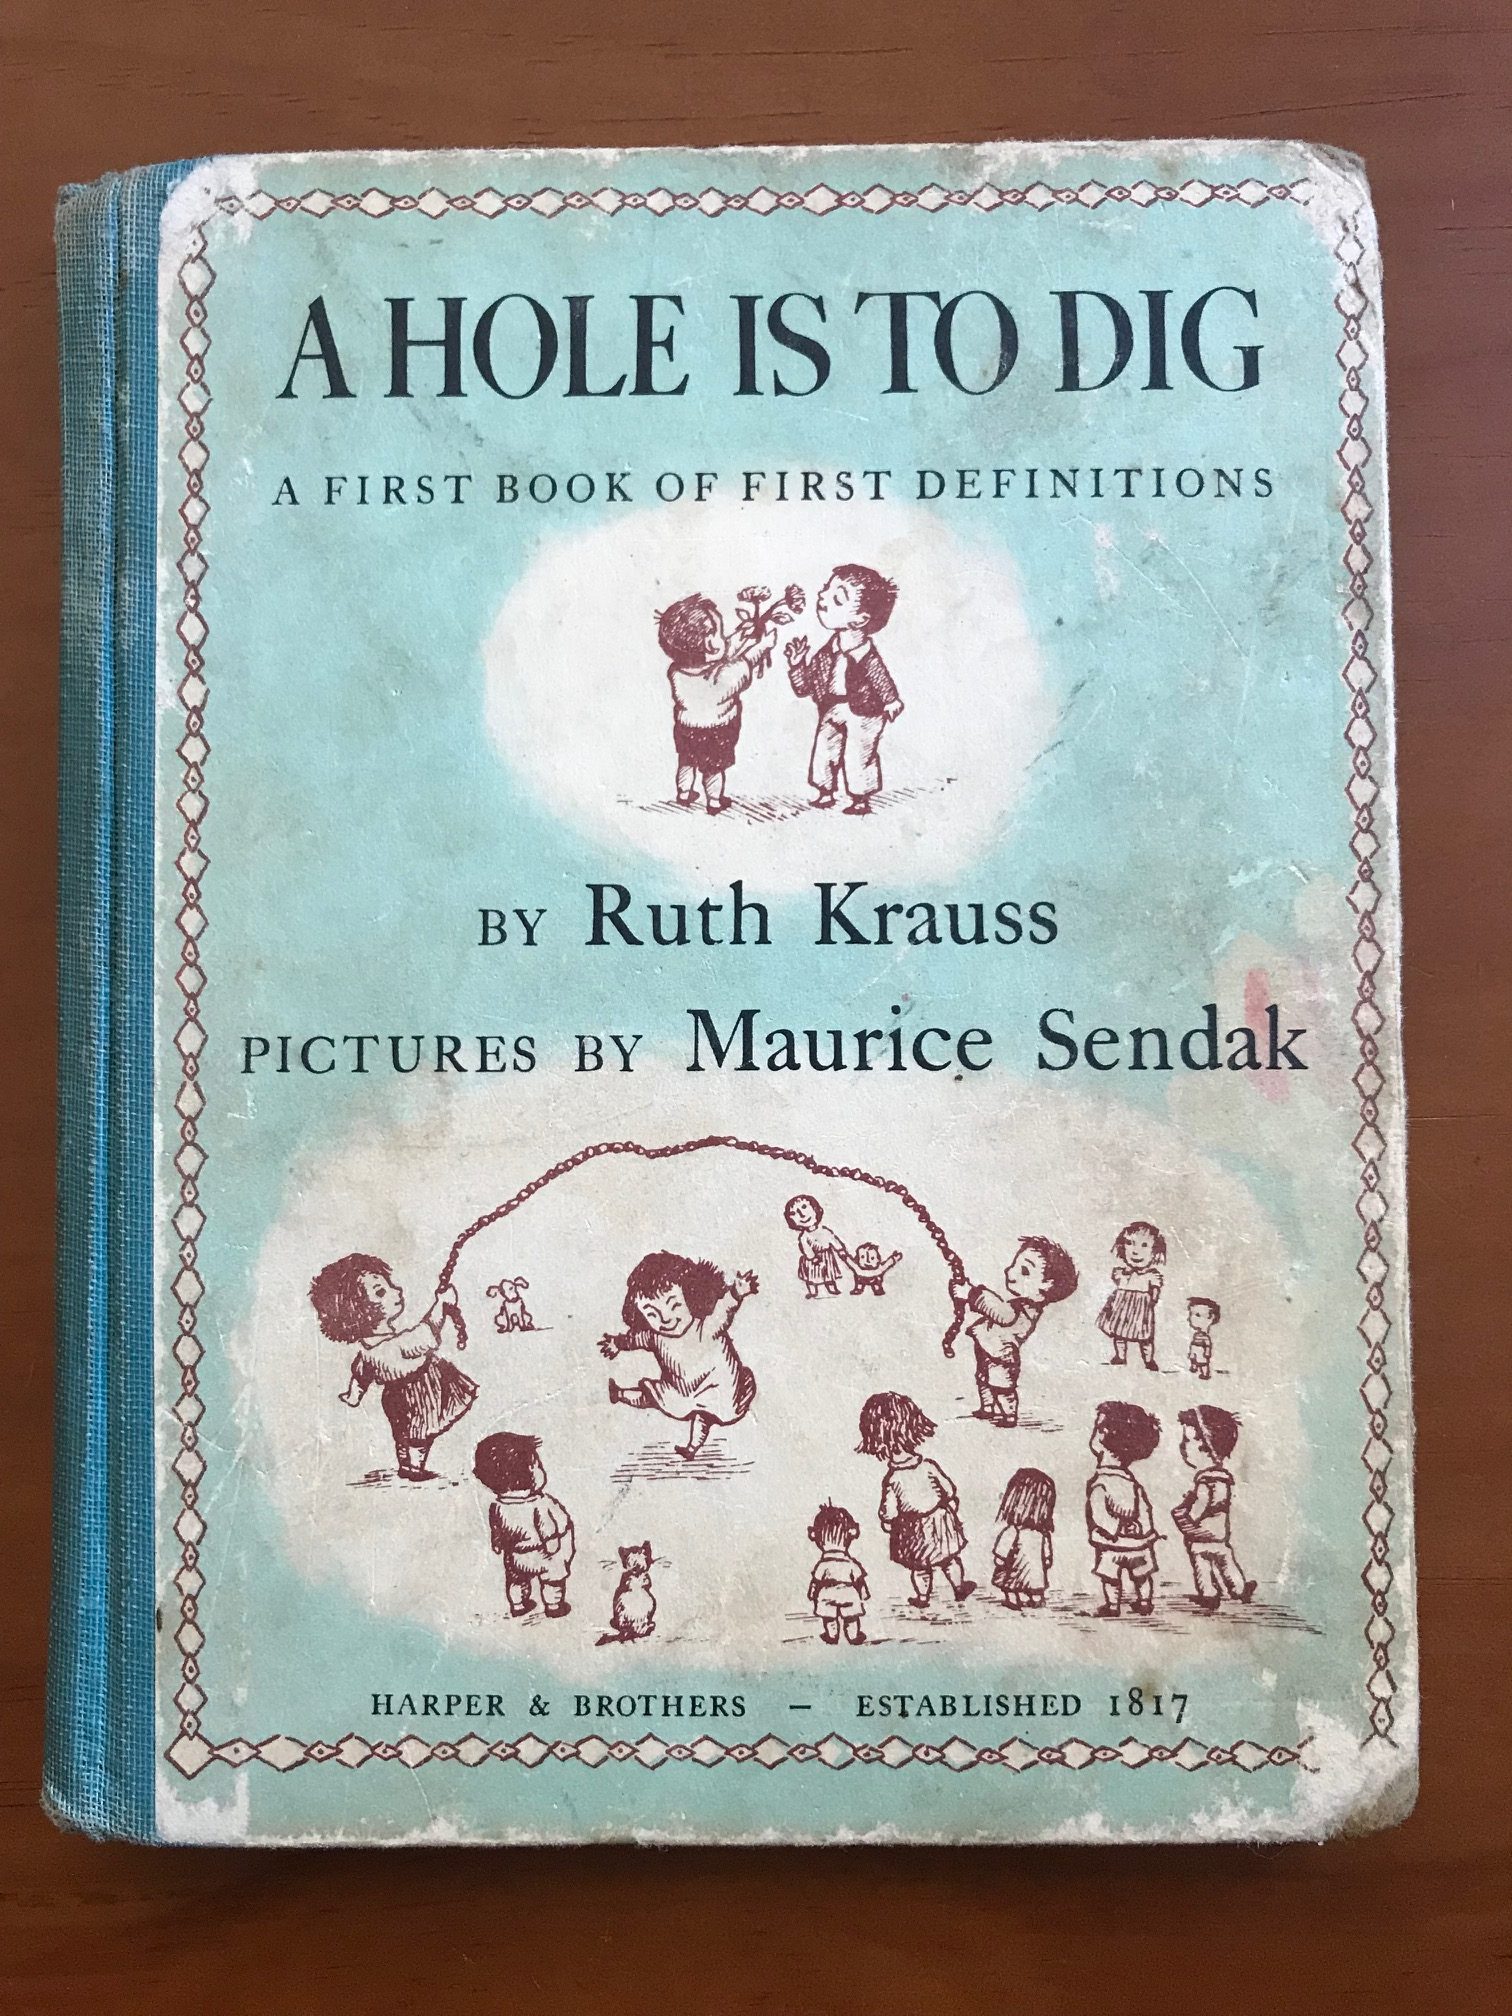 A HOLE IS TO DIG
A FIRST BOOK OF FIRST DEFINITIONS
BY Ruth Krauss
PICTURES BY Maurice Sendak
HARPER & BROTHERS — ESTABLISHED 1817